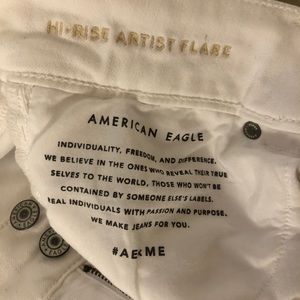 HI-RISE ARTIST FLARE
AMERICAN EAGLE
INDIVIDUALITY, FREEDOM, AND DIFFERENCE.
WE BELIEVE IN THE ONES WHO REVEAL THEIR TRUE
SELVES TO THE WORLD, THOSE WHO WON'T BE
CONTAINED BY SOMEONE ELSE'S LABELS.
REAL INDIVIDUALS WITH PASSION AND PURPOSE.
WE MAKE JEANS FOR YOU.